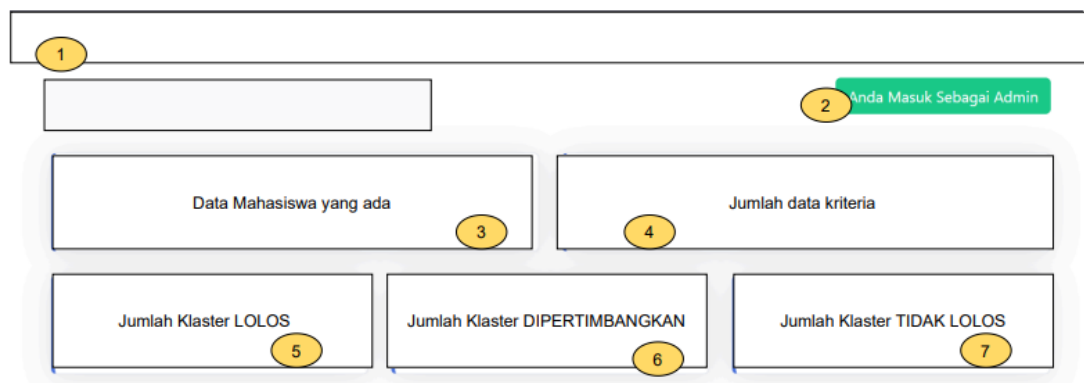 1
2
Anda Masuk Sebagai Admin
Data Mahasiswa yang ada
3
Jumlah data kriteria
4
Jumlah Klaster LOLOS
5
Jumlah Klaster DIPERTIMBANGKAN
6
Jumlah Klaster TIDAK LOLOS
7